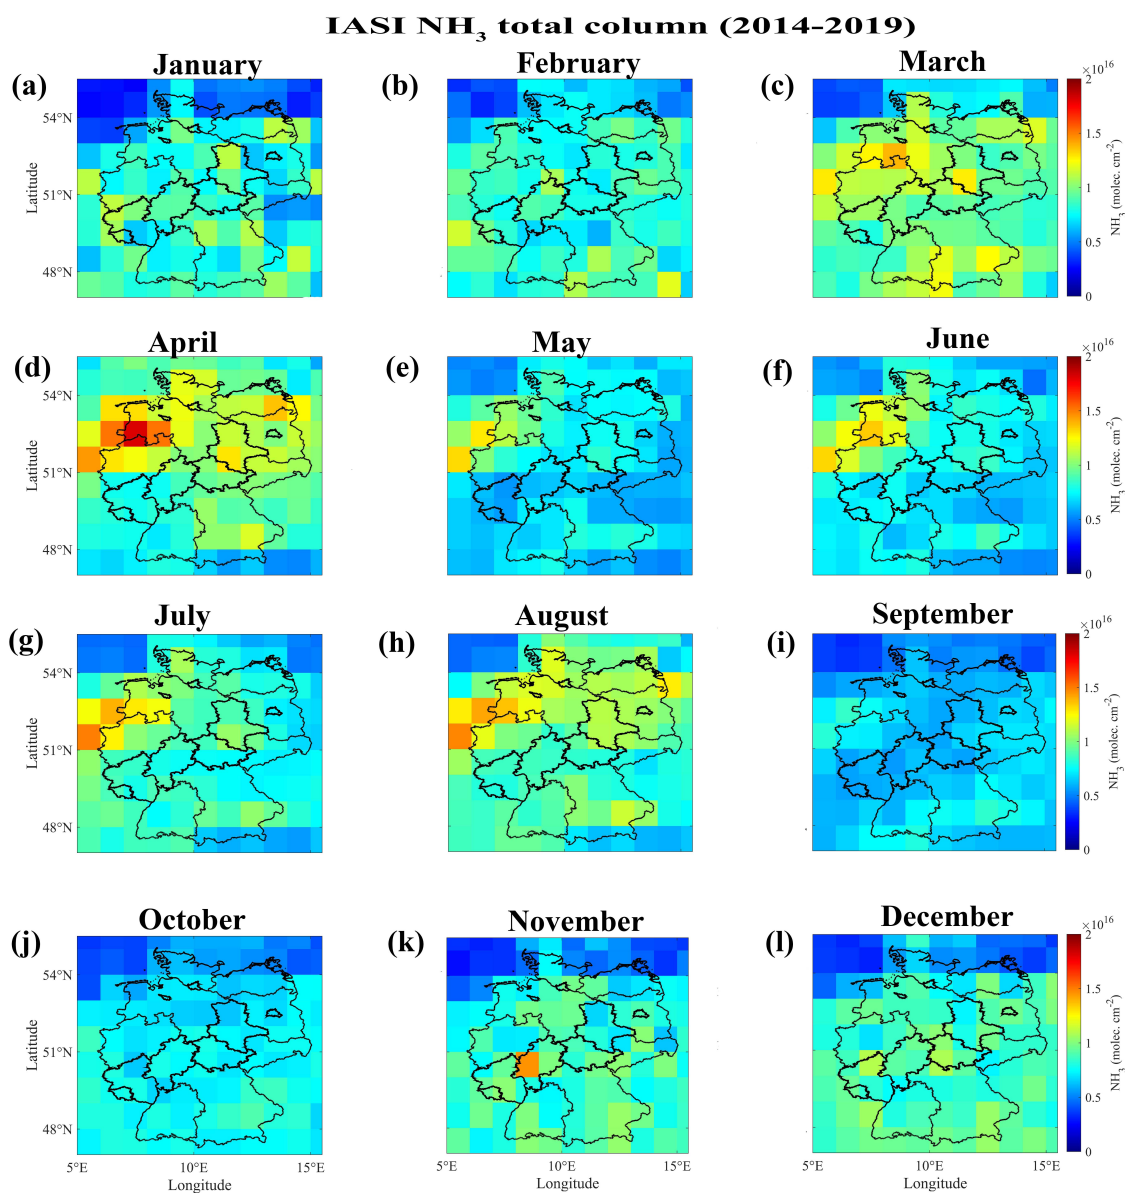 IASI NH3 total column (2014-2019)
January
February
March
(a)
(b)
(c)
×10^16
2
1.5
1
0.5
0
NH3 (molec. cm-2)
54°N
51°N
48°N
Latitude
April
May
June
(d)
(e)
(f)
×10^16
2
1.5
1
0.5
0
NH3 (molec. cm-2)
54°N
51°N
48°N
Latitude
July
August
September
(g)
(h)
(i)
×10^16
2
1.5
1
0.5
0
NH3 (molec. cm-2)
54°N
51°N
48°N
Latitude
October
November
December
(j)
(k)
(l)
×10^16
2
1.5
1
0.5
0
NH3 (molec. cm-2)
54°N
51°N
48°N
Latitude
5°E
10°E
15°E
Longitude
5°E
10°E
15°E
Longitude
5°E
10°E
15°E
Longitude